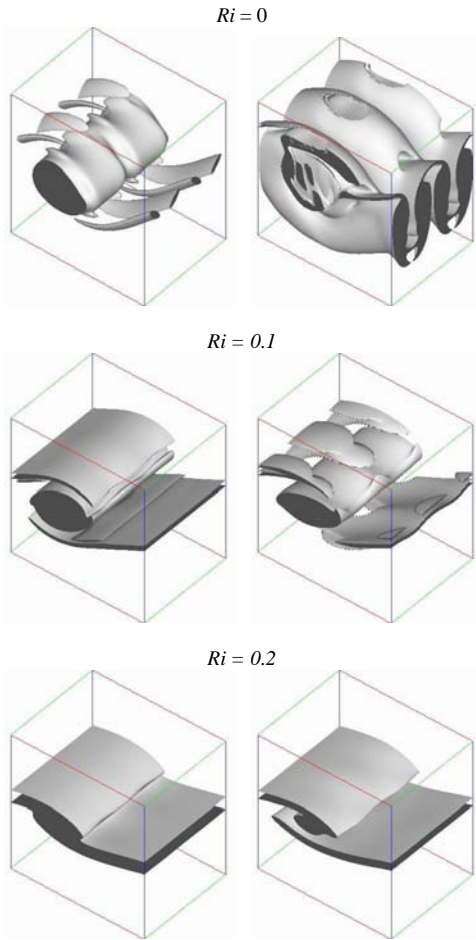 Ri = 0
Ri = 0.1
Ri = 0.2